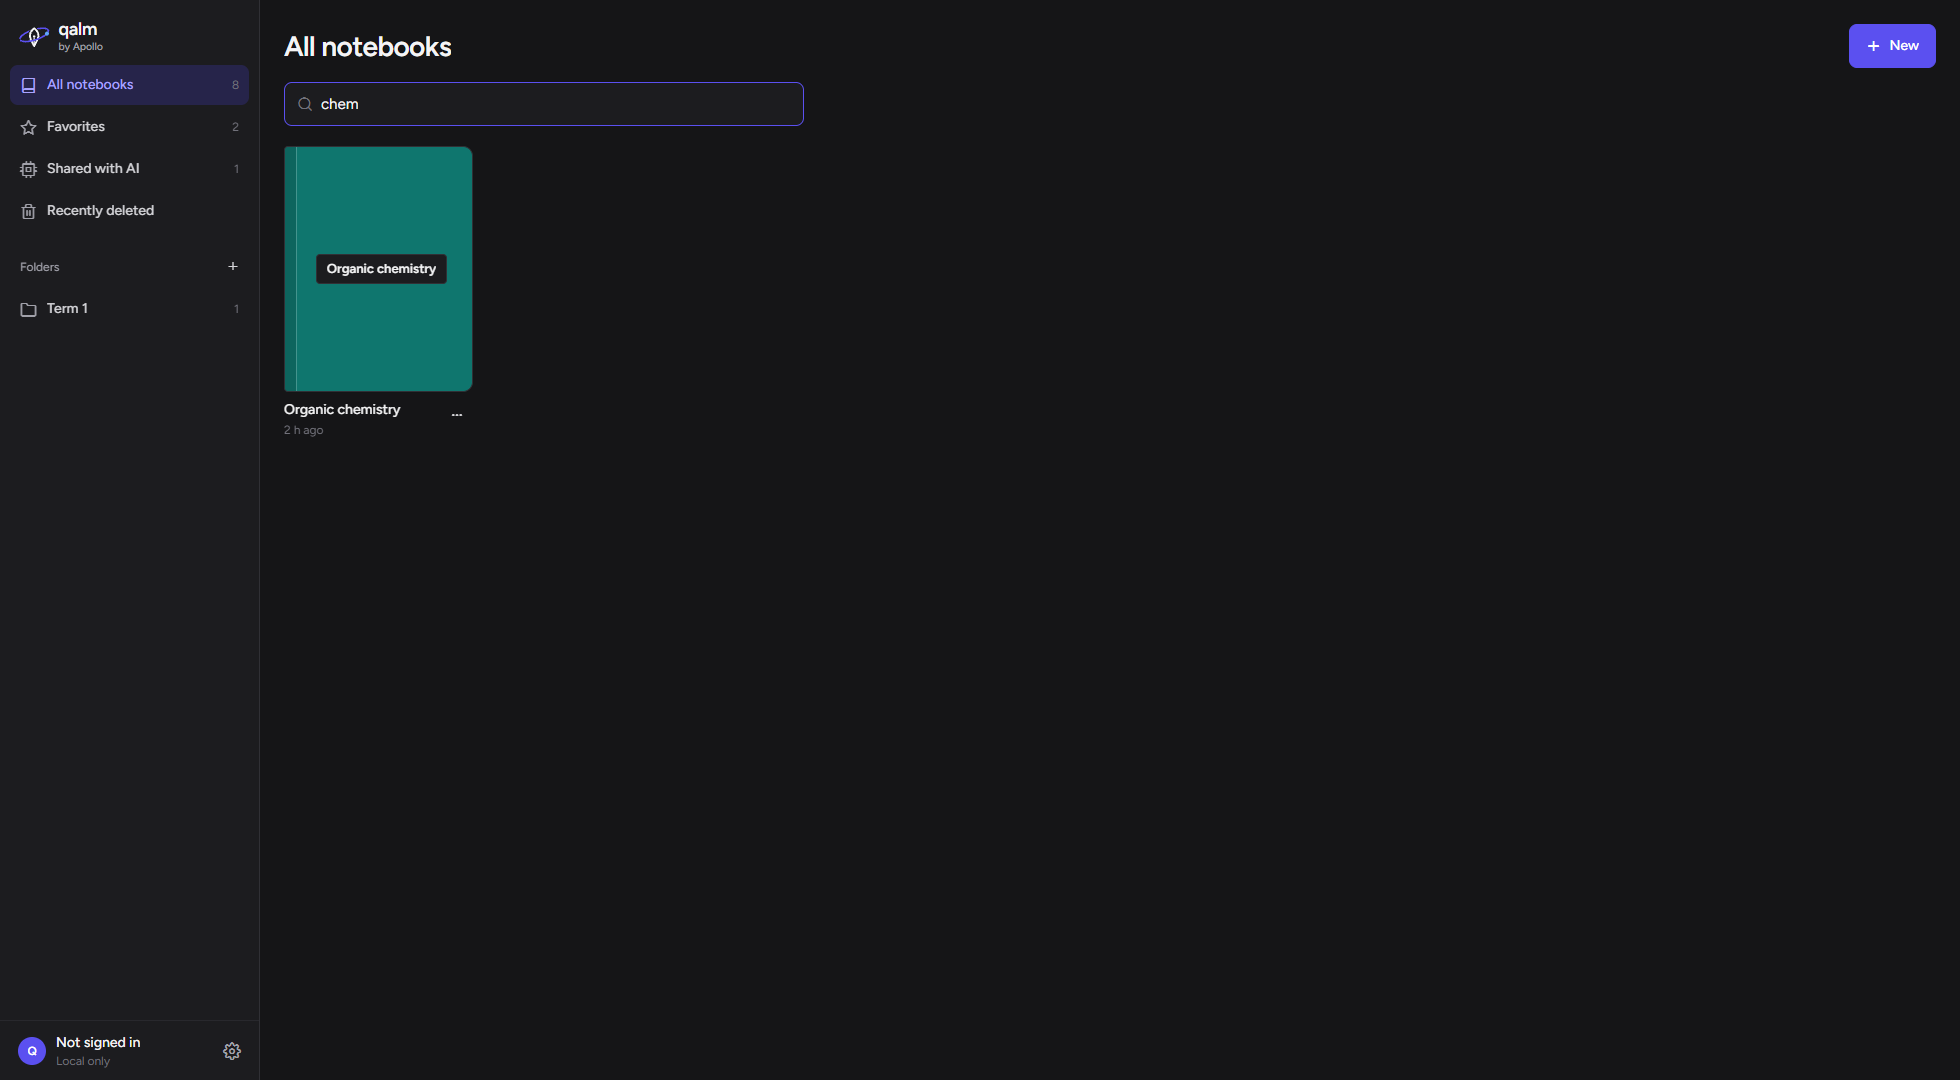 qalm
by Apollo
All notebooks 8
Favorites 2
Shared with AI 1
Recently deleted
Folders +
Term 1 1
Not signed in
Local only
Q
All notebooks
+ New
chem
Organic chemistry
Organic chemistry ...
2 h ago